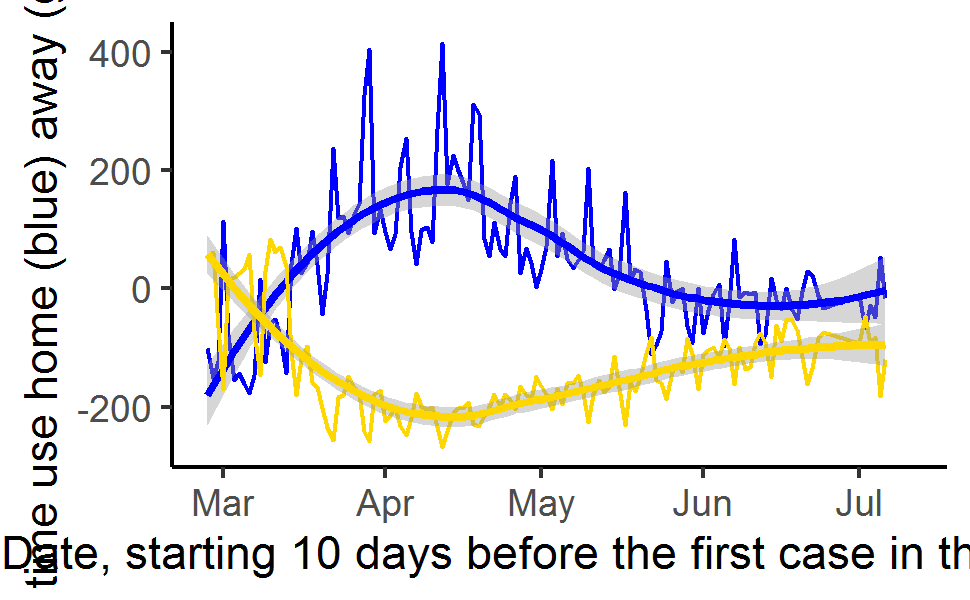 time use home (blue) away (
400
200
0
-200
Mar Apr May Jun Jul
Date, starting 10 days before the first case in th